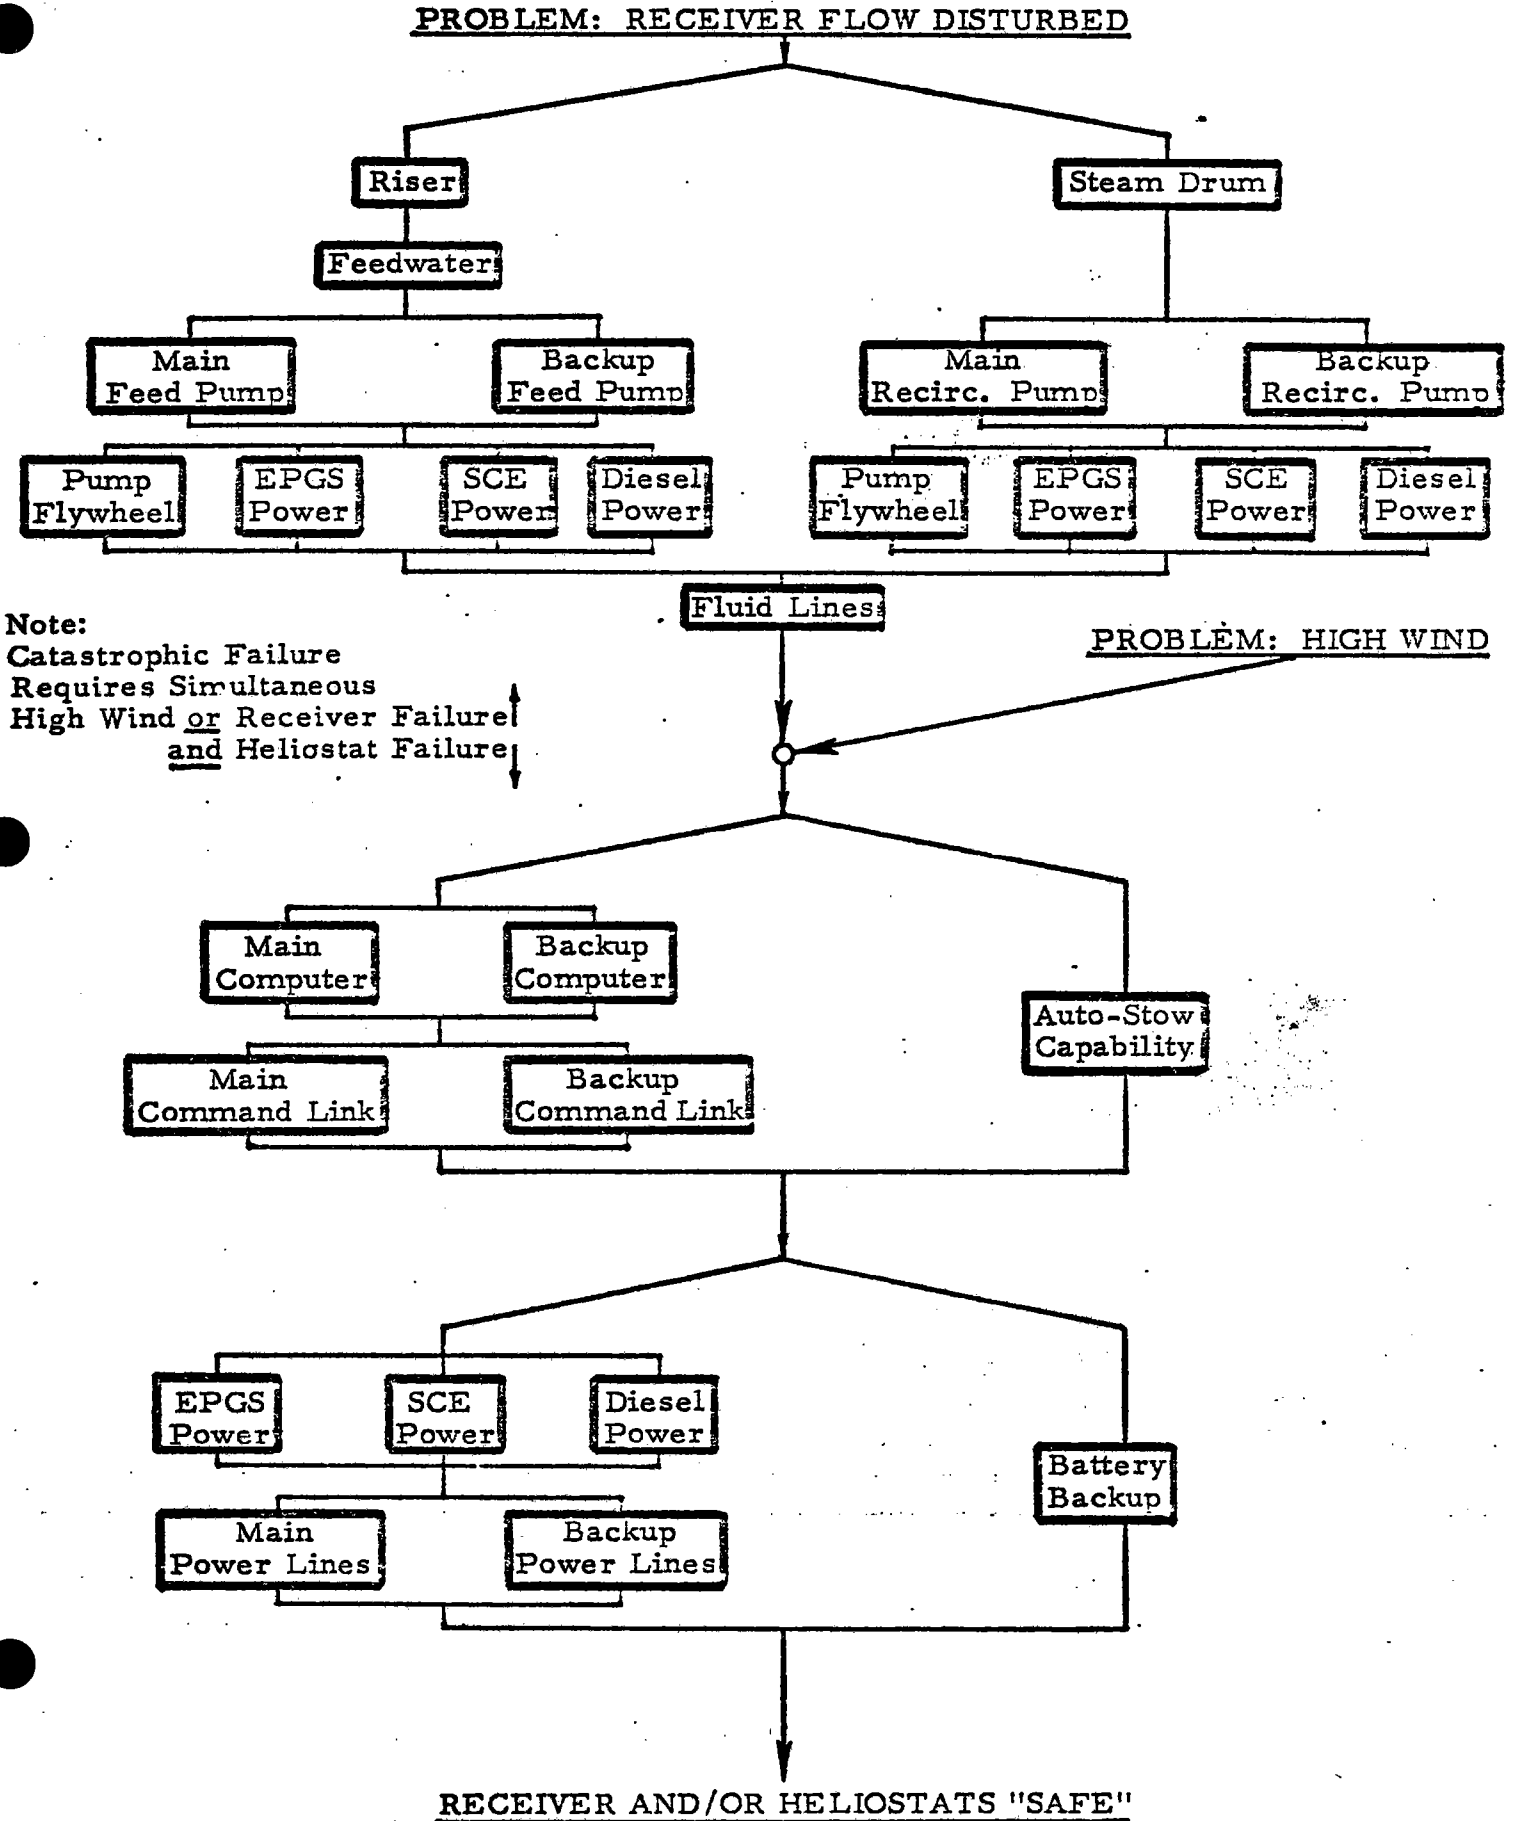 PROBLEM: RECEIVER FLOW DISTURBED
Riser
Steam Drum
Feedwater
Main
Feed Pump
Backup
Feed Pump
Main
Recirc. Pump
Backup
Recirc. Pump
Pump
Flywheel
EPGS
Power
SCE
Power
Diesel
Power
Pump
Flywheel
EPGS
Power
SCE
Power
Diesel
Power
Fluid Lines
Note:
Catastrophic Failure
Requires Simultaneous
High Wind or Receiver Failure
and Heliostat Failure
PROBLEM: HIGH WIND
Main
Computer
Backup
Computer
Auto-Stow
Capability
Main
Command Link
Backup
Command Link
EPGS
Power
SCE
Power
Diesel
Power
Battery
Backup
Main
Power Lines
Backup
Power Lines
RECEIVER AND/OR HELIOSTATS "SAFE"